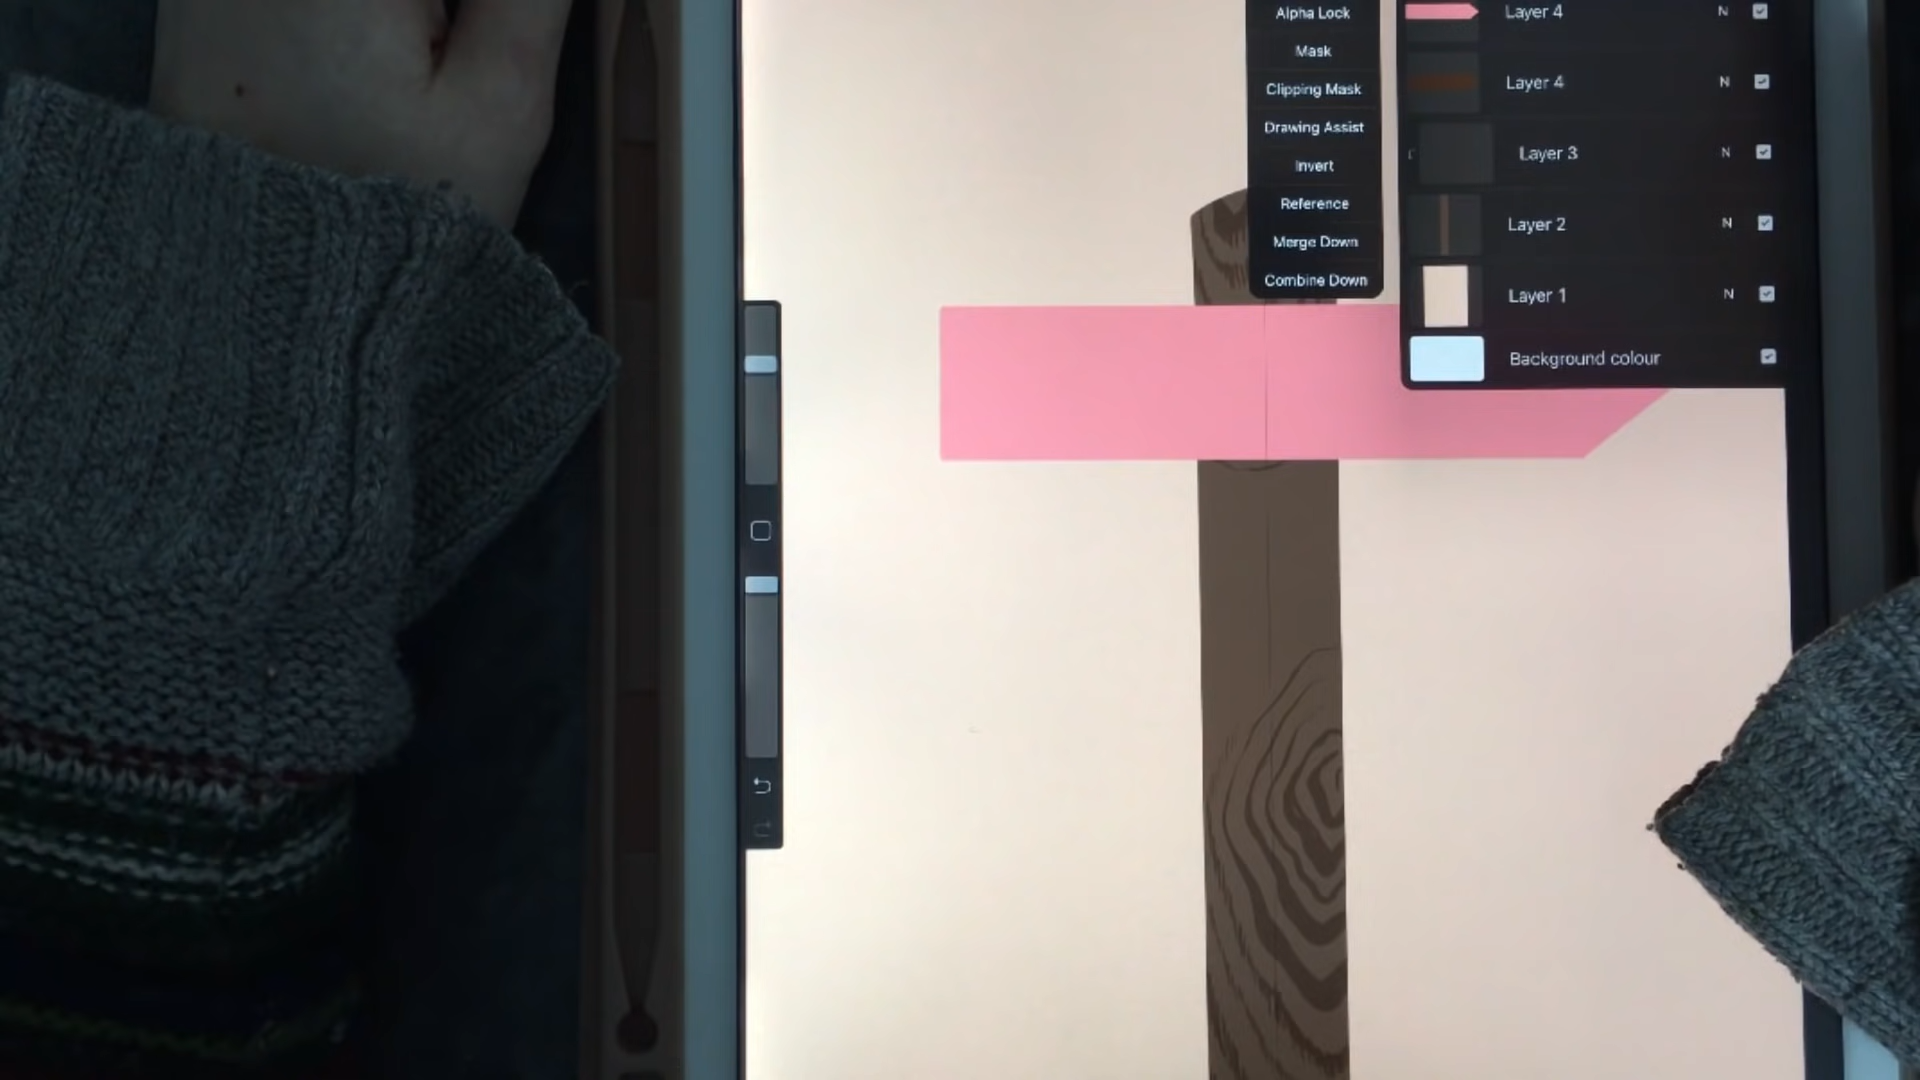 Alpha Lock
Mask
Clipping Mask
Drawing Assist
Invert
Reference
Merge Down
Combine Down
Layer 4 N
Layer 4 N
Layer 3 N
Layer 2 N
Layer 1 N
Background colour